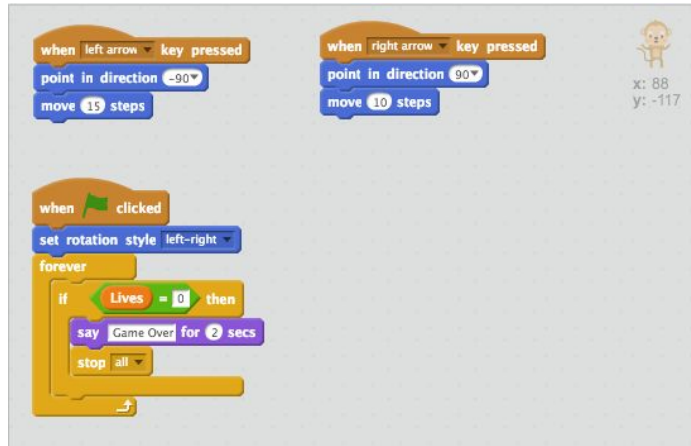 when left arrow key pressed
point in direction -90
move 15 steps
when right arrow key pressed
point in direction 90
move 10 steps
x: 88
y: -117
when clicked
set rotation style left-right
forever
if Lives = 0 then
say Game Over for 2 secs
stop all